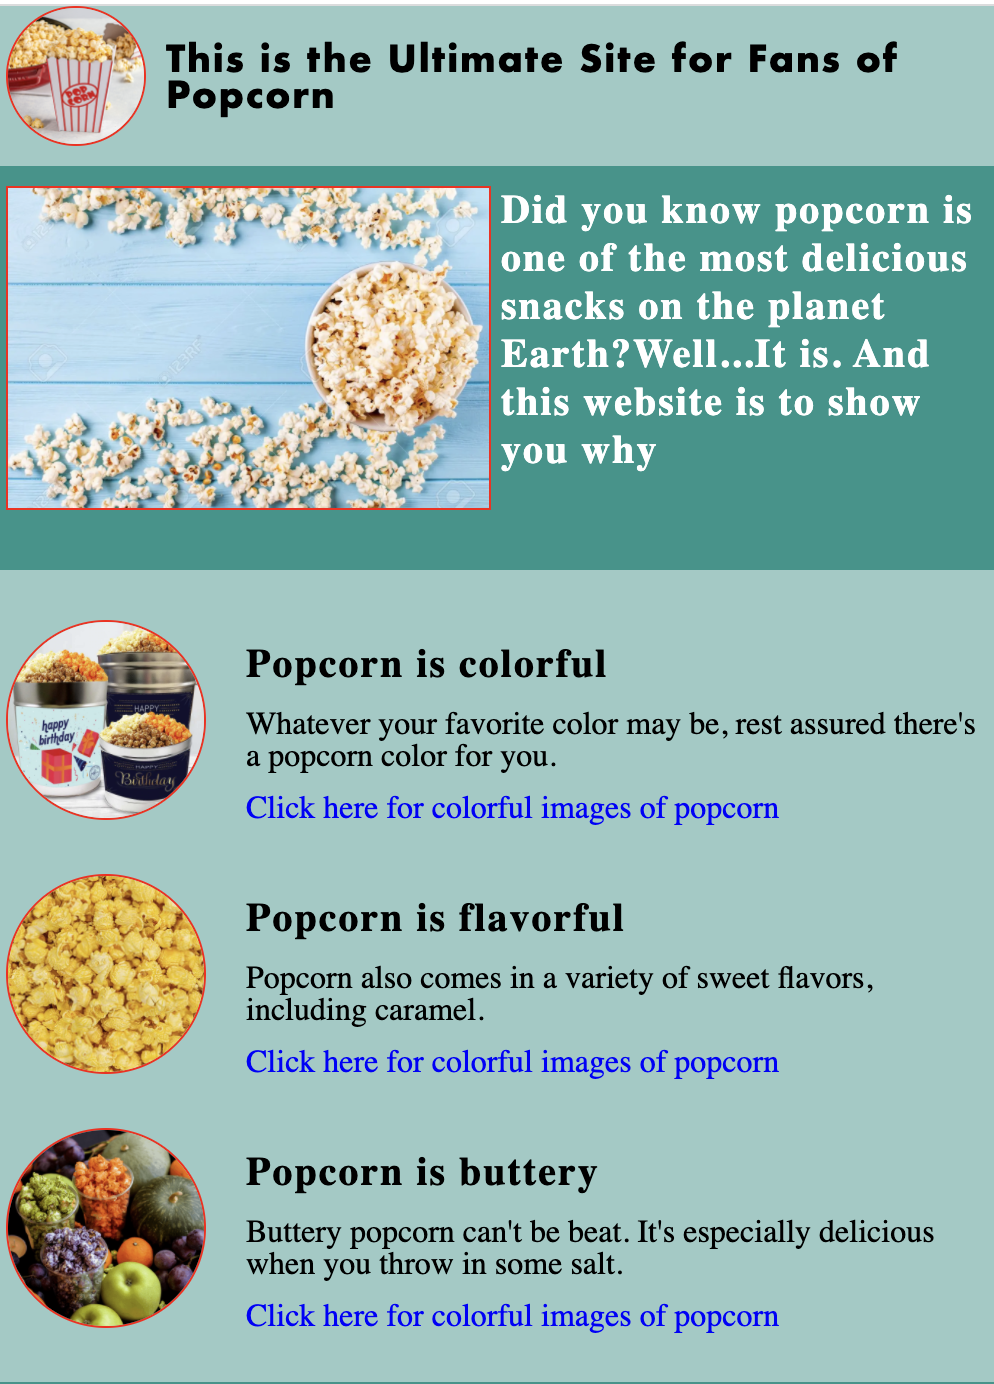 POP
CORN
This is the Ultimate Site for Fans of
Popcorn
Did you know popcorn is
one of the most delicious
snacks on the planet
Earth?Well...It is. And
this website is to show
you why
happy
birthday
HAPPY
HAPPY
Birthday
Popcorn is colorful
Whatever your favorite color may be, rest assured there's
a popcorn color for you.
Click here for colorful images of popcorn
Popcorn is flavorful
Popcorn also comes in a variety of sweet flavors,
including caramel.
Click here for colorful images of popcorn
Popcorn is buttery
Buttery popcorn can't be beat. It's especially delicious
when you throw in some salt.
Click here for colorful images of popcorn